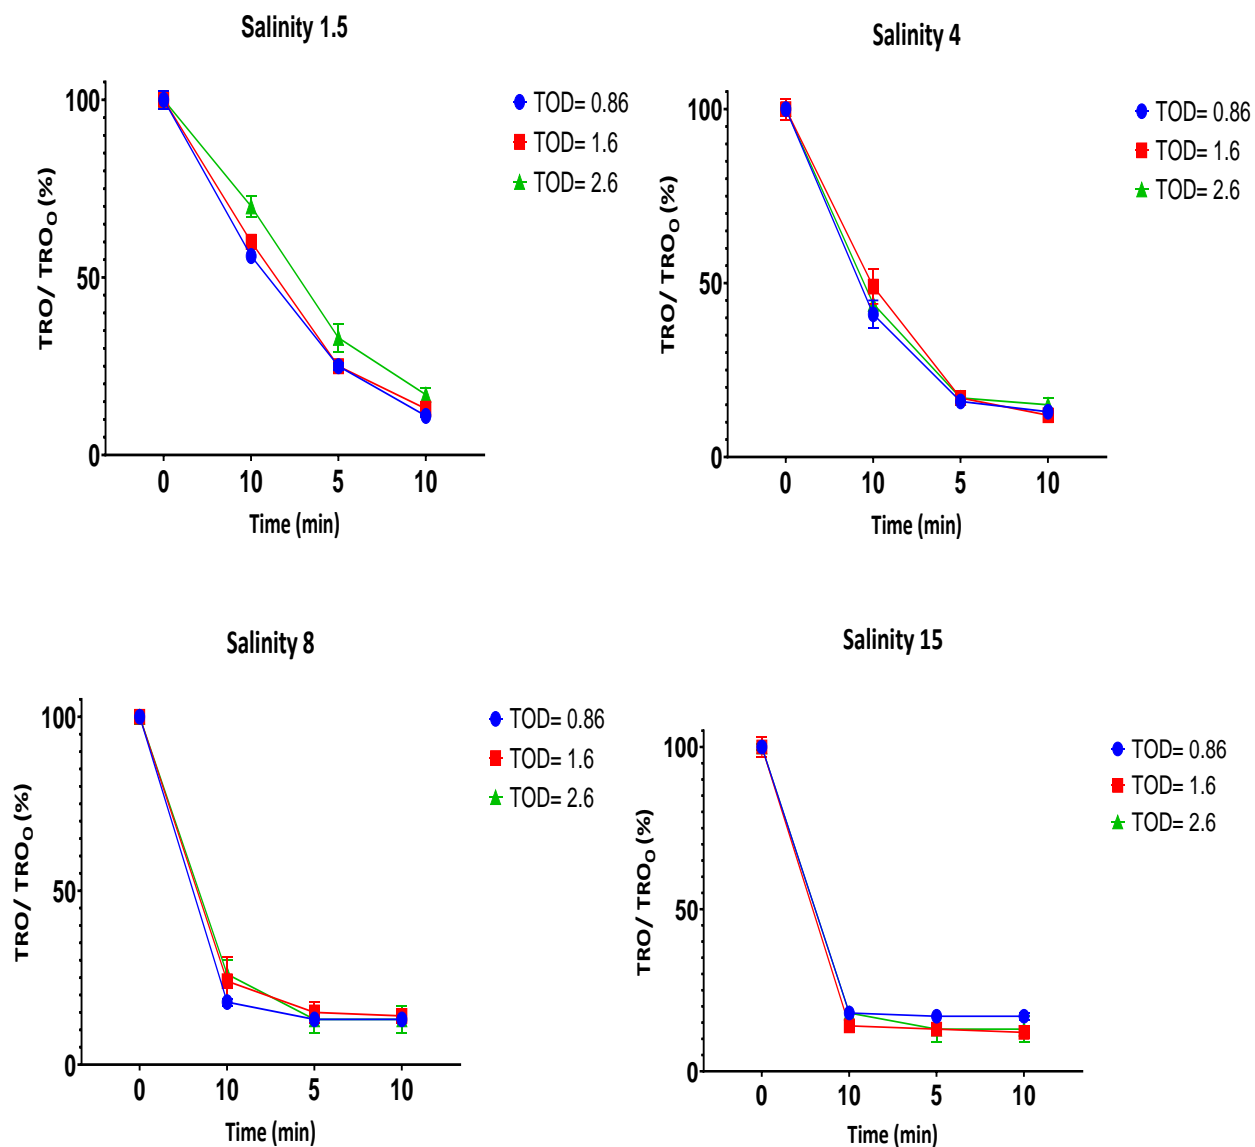 Salinity 1.5
TRO/ TRO₀ (%)
100
50
0
0 10 5 10
Time (min)
TOD= 0.86
TOD= 1.6
TOD= 2.6
Salinity 4
TRO/ TRO₀ (%)
100
50
0
0 10 5 10
Time (min)
TOD= 0.86
TOD= 1.6
TOD= 2.6
Salinity 8
TRO/ TRO₀ (%)
100
50
0
0 10 5 10
Time (min)
TOD= 0.86
TOD= 1.6
TOD= 2.6
Salinity 15
TRO/ TRO₀ (%)
100
50
0
0 10 5 10
Time (min)
TOD= 0.86
TOD= 1.6
TOD= 2.6